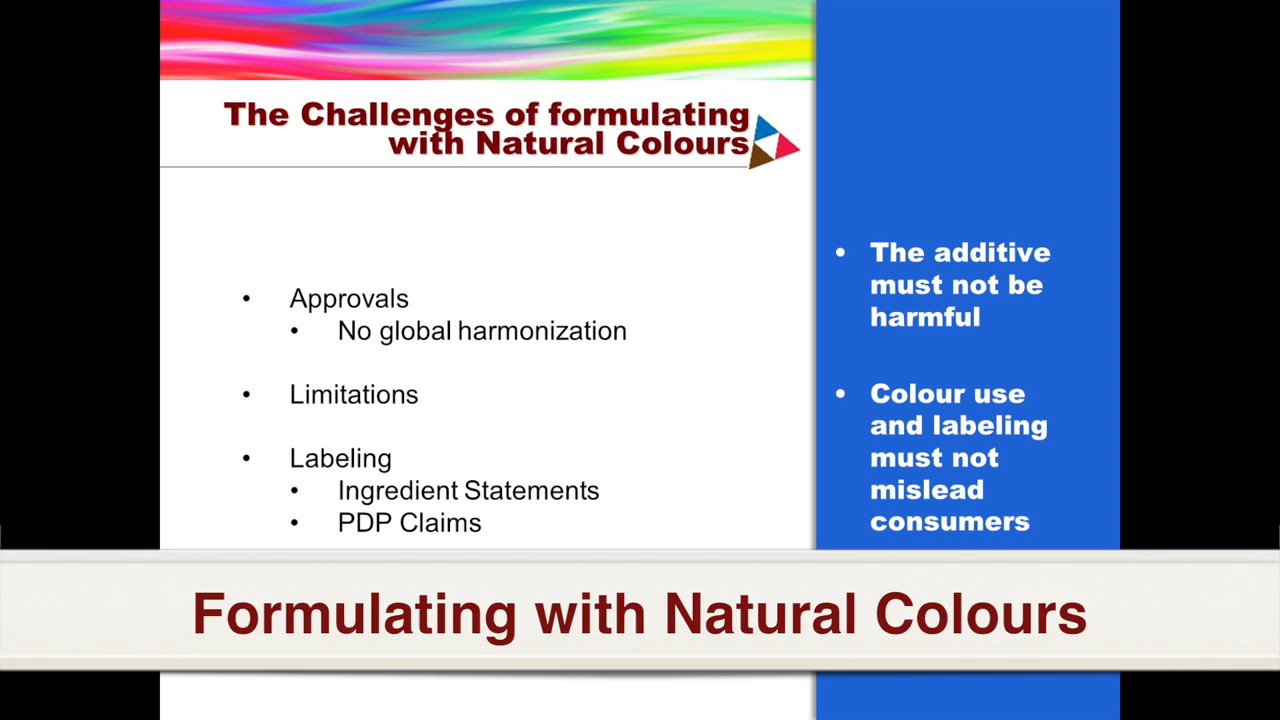 The Challenges of formulating
with Natural Colours
• Approvals
• No global harmonization
• Limitations
• Labeling
• Ingredient Statements
• PDP Claims
• The additive
must not be
harmful
• Colour use
and labeling
must not
mislead
consumers
Formulating with Natural Colours